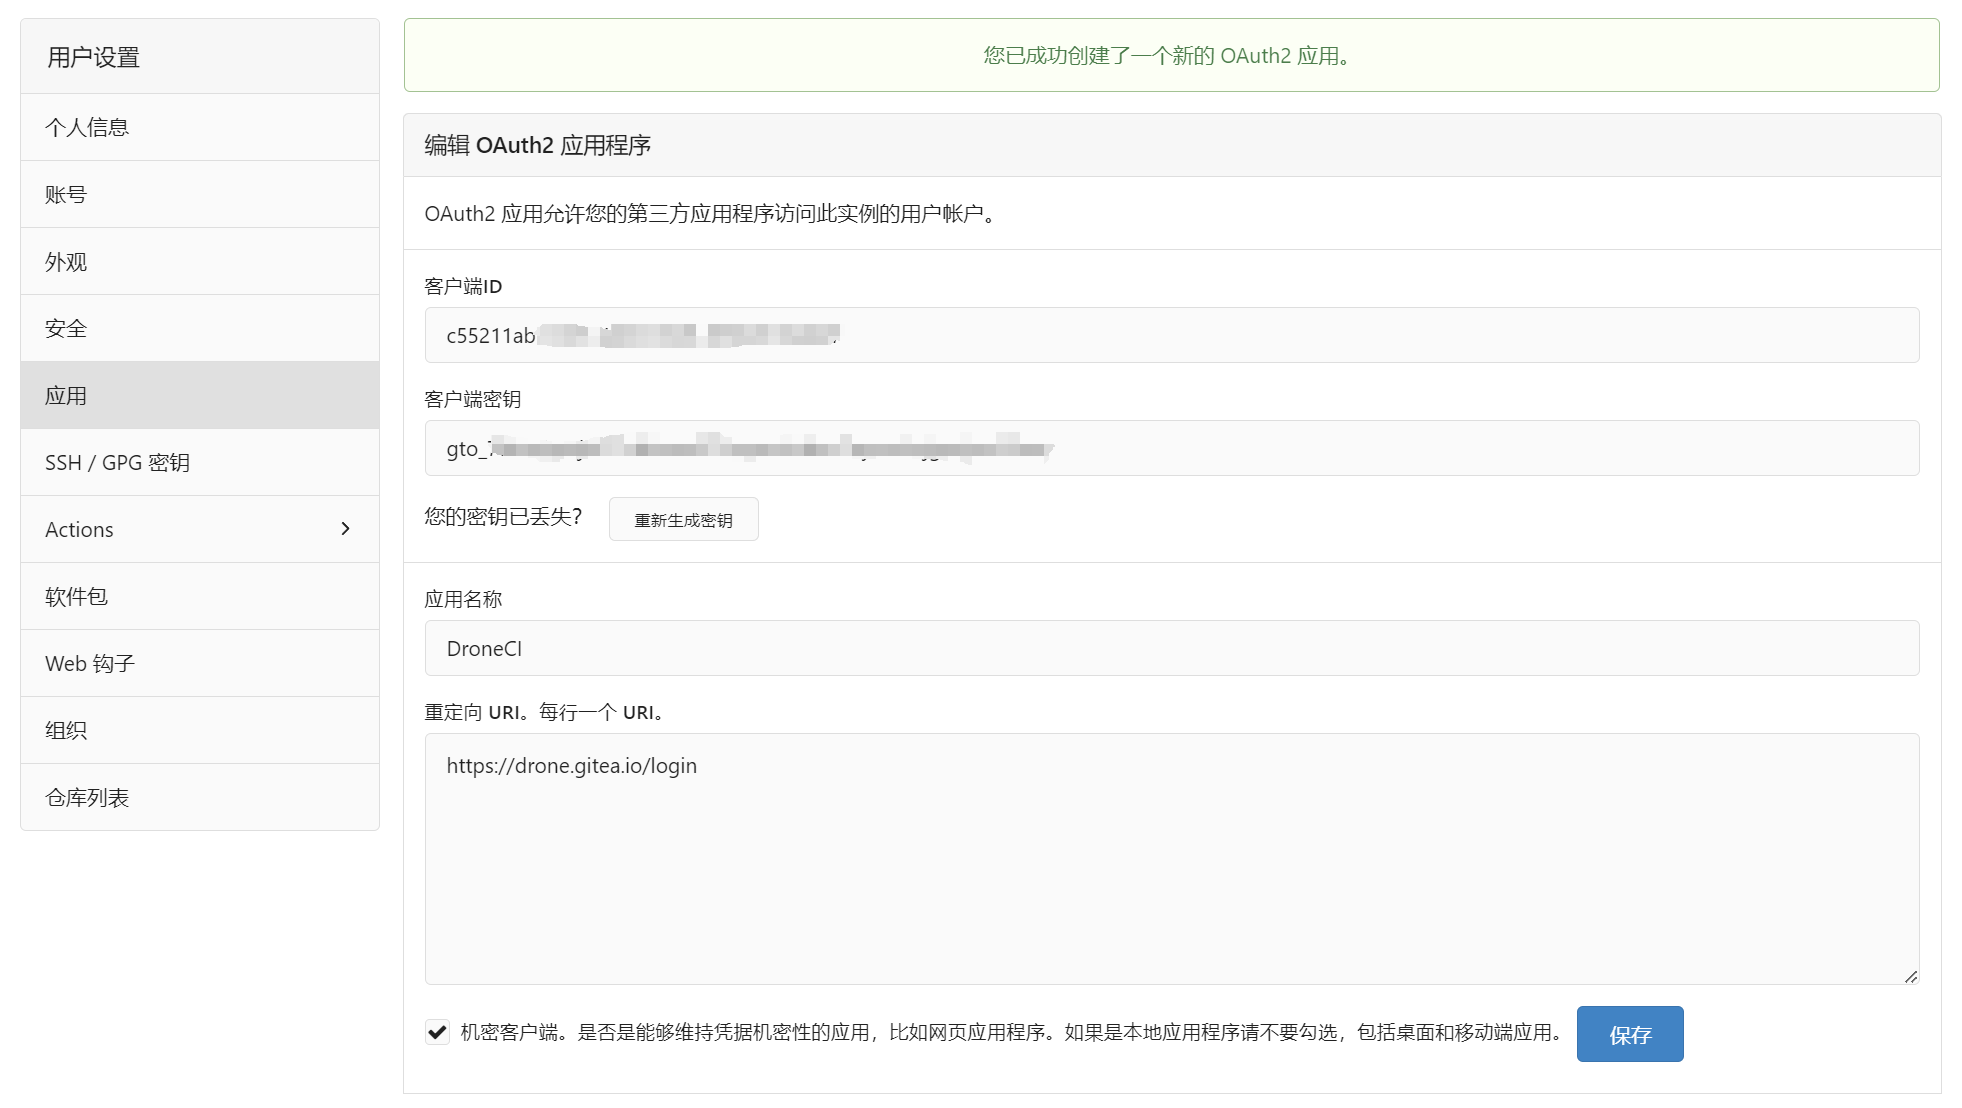 用户设置
个人信息
账号
外观
安全
应用
SSH / GPG 密钥
Actions
软件包
Web 钩子
组织
仓库列表
您已成功创建了一个新的 OAuth2 应用。
编辑 OAuth2 应用程序
OAuth2 应用允许您的第三方应用程序访问此实例的用户帐户。
客户端ID
c55211ab
客户端密钥
gto_
您的密钥已丢失？
重新生成密钥
应用名称
DroneCI
重定向 URI。每行一个 URI。
https://drone.gitea.io/login
机密客户端。是否是能够维持凭据机密性的应用，比如网页应用程序。如果是本地应用程序请不要勾选，包括桌面和移动端应用。
保存